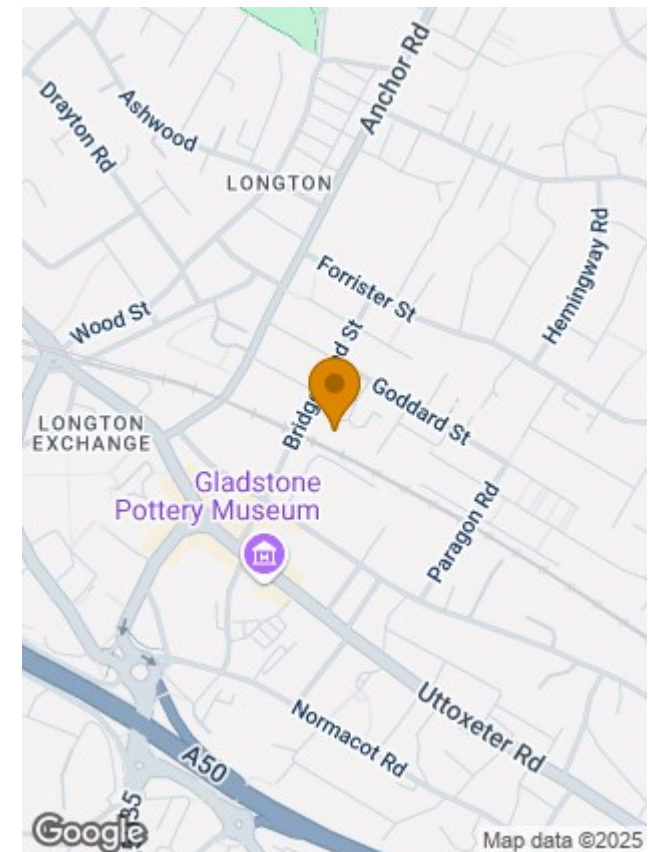 Anchor Rd
Drayton Rd
Ashwood
LONGTON
Hemingway Rd
Forrister St
Wood St
Goddard St
LONGTON
EXCHANGE
Gladstone
Pottery Museum
Paragon Rd
Uttoxeter Rd
Normacot Rd
A50
Google
Map data ©2025